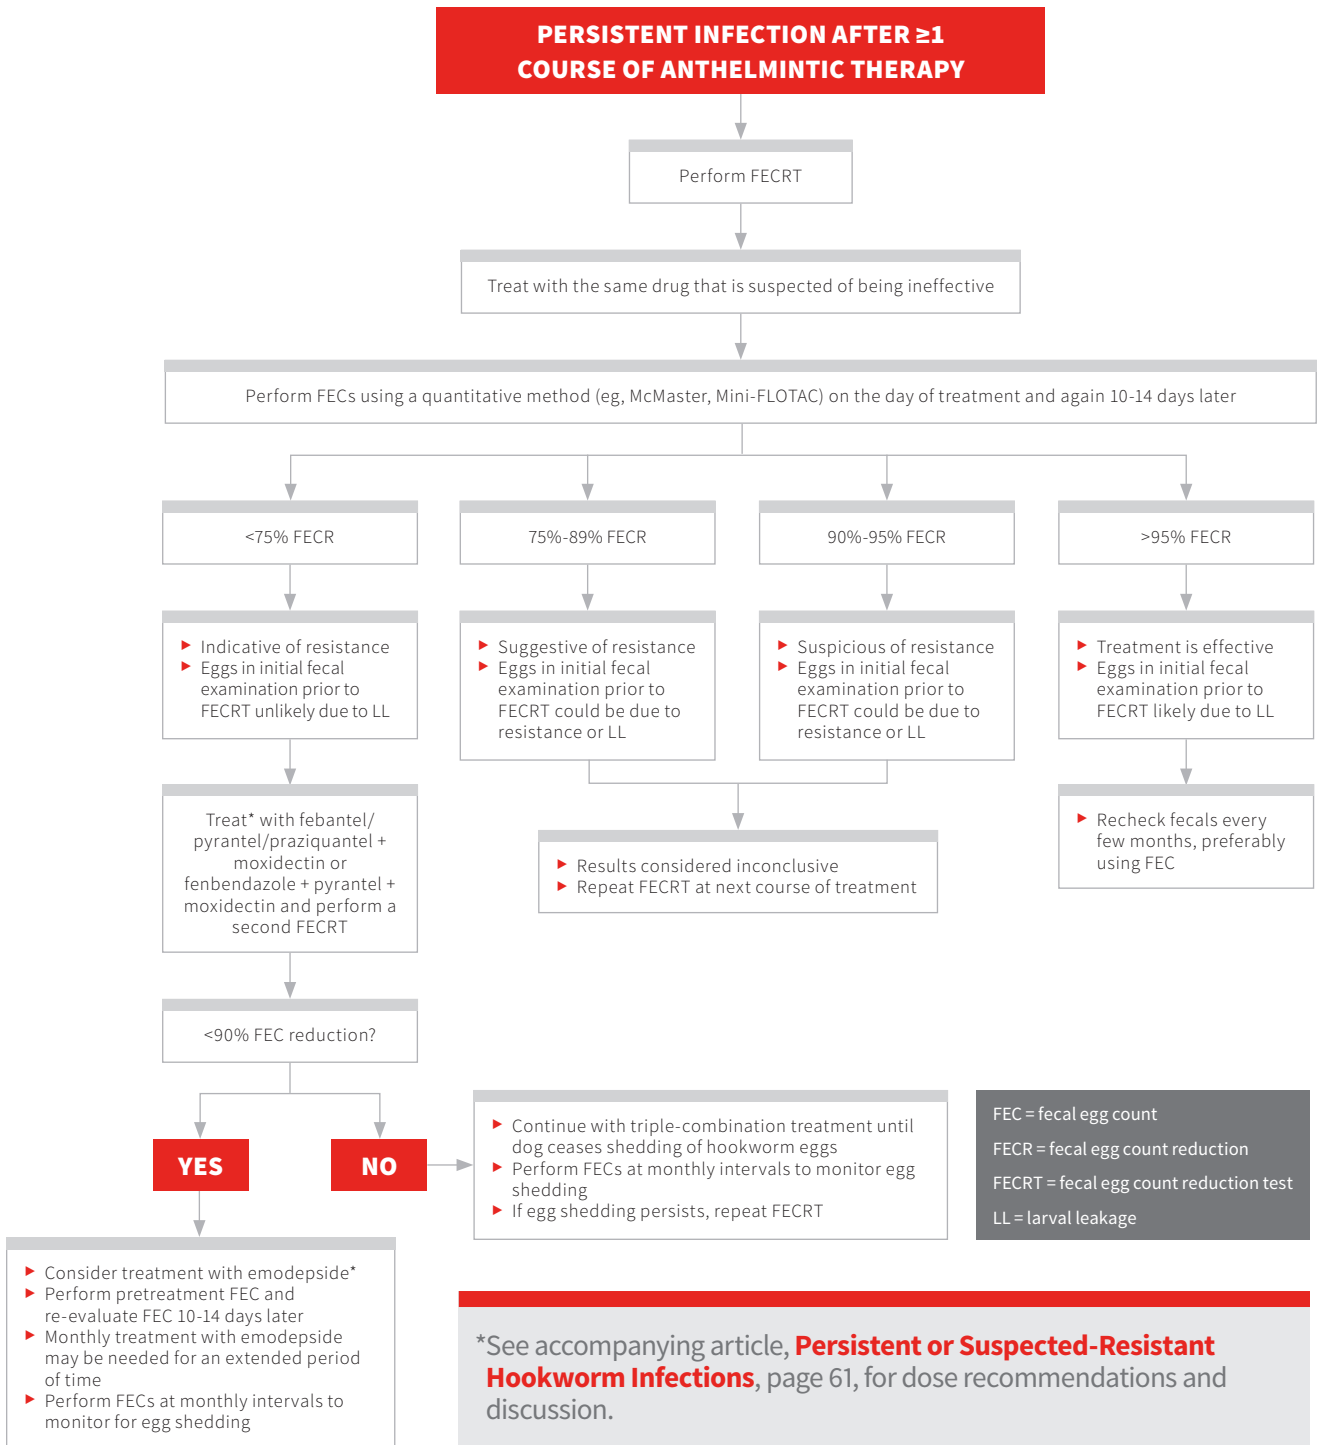 PERSISTENT INFECTION AFTER ≥1
COURSE OF ANTHELMINTIC THERAPY
Perform FECRT
Treat with the same drug that is suspected of being ineffective
Perform FECs using a quantitative method (eg, McMaster, Mini-FLOTAC) on the day of treatment and again 10-14 days later
<75% FECR
75%-89% FECR
90%-95% FECR
>95% FECR
▶ Indicative of resistance
▶ Eggs in initial fecal
examination prior to
FECRT unlikely due to LL
▶ Suggestive of resistance
▶ Eggs in initial fecal
examination prior to
FECRT could be due to
resistance or LL
▶ Suspicious of resistance
▶ Eggs in initial fecal
examination prior to
FECRT could be due to
resistance or LL
▶ Treatment is effective
▶ Eggs in initial fecal
examination prior to
FECRT likely due to LL
Treat* with febantel/
pyrantel/praziquantel +
moxidectin or
fenbendazole + pyrantel +
moxidectin and perform a
second FECRT
▶ Results considered inconclusive
▶ Repeat FECRT at next course of treatment
▶ Recheck fecals every
few months, preferably
using FEC
<90% FEC reduction?
YES
NO
▶ Continue with triple-combination treatment until
dog ceases shedding of hookworm eggs
▶ Perform FECs at monthly intervals to monitor egg
shedding
▶ If egg shedding persists, repeat FECRT
FEC = fecal egg count
FECR = fecal egg count reduction
FECRT = fecal egg count reduction test
LL = larval leakage
▶ Consider treatment with emodepside*
▶ Perform pretreatment FEC and
re-evaluate FEC 10-14 days later
▶ Monthly treatment with emodepside
may be needed for an extended period
of time
▶ Perform FECs at monthly intervals to
monitor for egg shedding
*See accompanying article, Persistent or Suspected-Resistant
Hookworm Infections, page 61, for dose recommendations and
discussion.